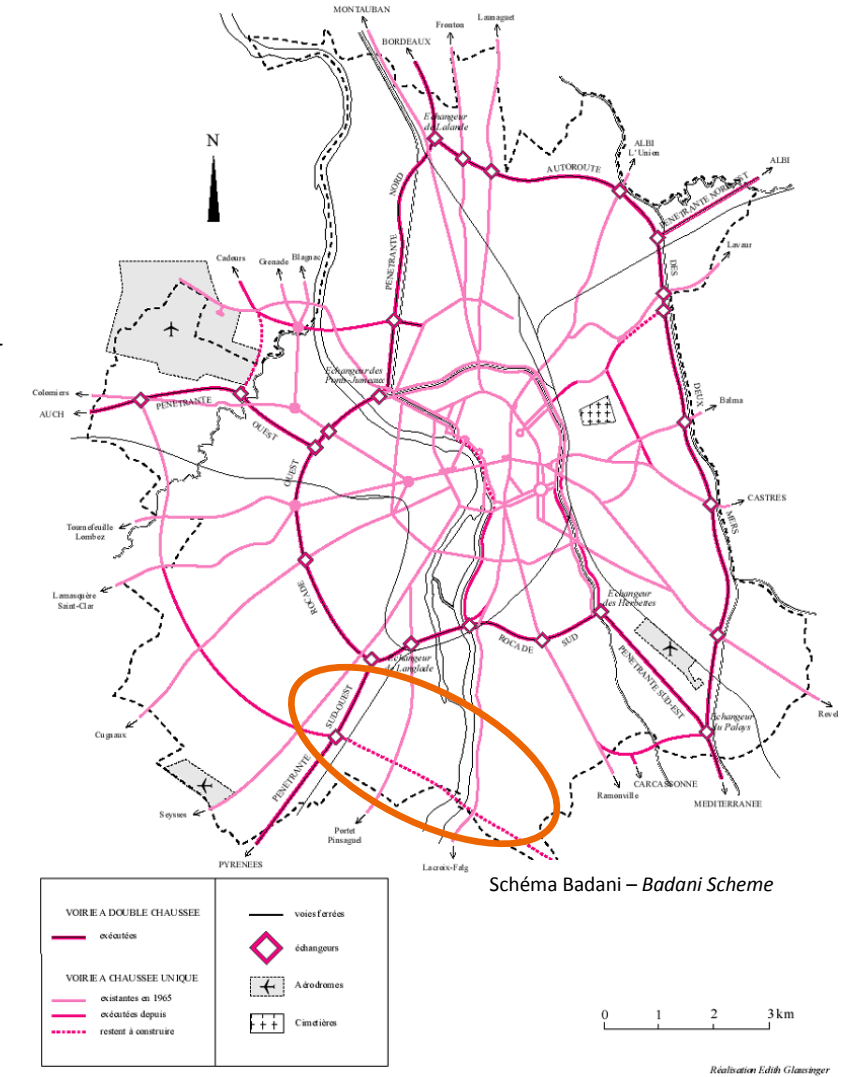 MONTAUBAN
Launaguet
Fronton
BORDEAUX
Echangeur
de Lalande
N
ALBI
L'Union
AUTOROUTE
ALBI
PENETRANTE NORD-EST
NORD
PENETRANTE
Cadours
Grenade
Blagnac
DES
Lavaur
Echangeur des
Ponts-Jumeaux
Colomiers
AUCH
PENETRANTE
OUEST
DEUX
Balma
OUEST
CASTRES
MERS
Tournefeuille
Lombez
Lamasquère
Saint-Clar
ROCADE
Echangeur
des Herbettes
ROCADE
SUD
Echangeur
de Langlade
PENETRANTE SUD-EST
SUD-OUEST
PENETRANTE
Cugnaux
Revel
Echangeur
du Palays
CARCASSONNE
Ramonville
MEDITERRANEE
Seysses
Portet
Pinsaguel
PYRENEES
Lacroix-Falg
Schéma Badani – Badani Scheme
VOIRIE A DOUBLE CHAUSSEE
exécutées
VOIRIE A CHAUSSEE UNIQUE
existantes en 1965
exécutées depuis
restent à construire
voies ferrées
échangeurs
Aérodromes
Cimetières
0 1 2 3 km
Réalisation Edith Glausinger